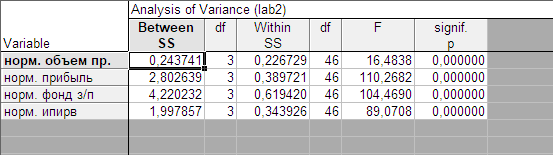 Analysis of Variance (lab2)
Variable Between SS df Within SS df F signif. p
норм. объем пр. 0,243741 3 0,226729 46 16,4838 0,000000
норм. прибыль 2,802639 3 0,389721 46 110,2682 0,000000
норм. фонд з/п 4,220232 3 0,619420 46 104,4690 0,000000
норм. ипирв 1,997857 3 0,343926 46 89,0708 0,000000